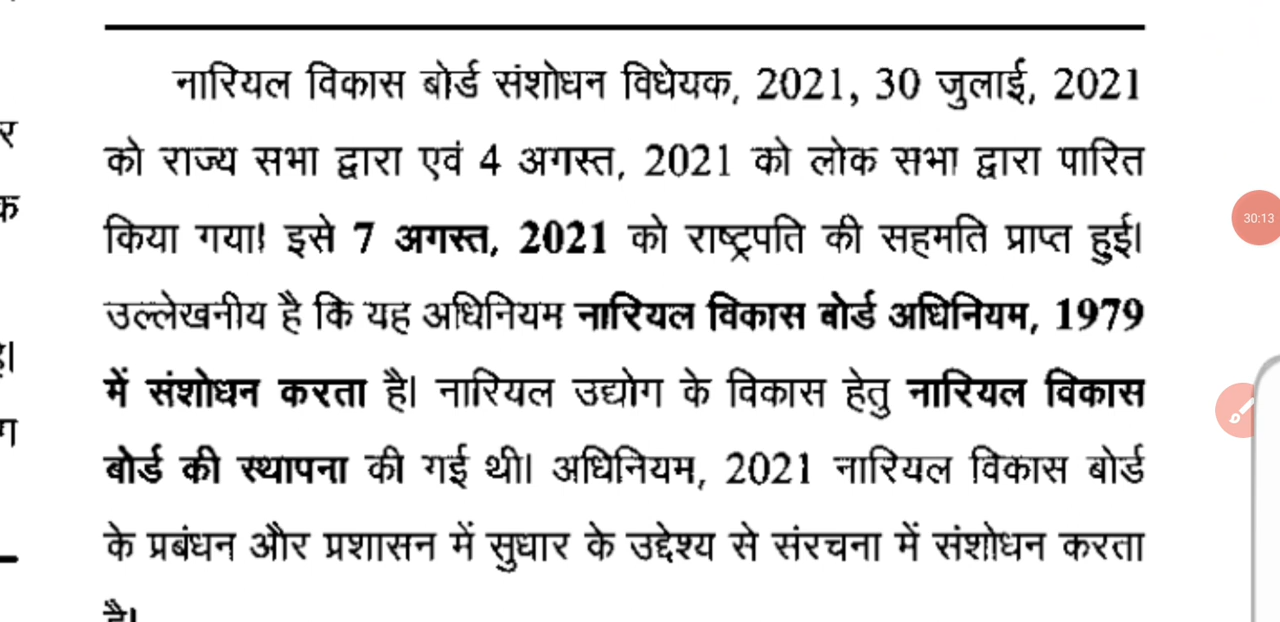 नारियल विकास बोर्ड संशोधन विधेयक, 2021, 30 जुलाई, 2021
र
को राज्य सभा द्वारा एवं 4 अगस्त, 2021 को लोक सभा द्वारा पारित
क
किया गया। इसे 7 अगस्त, 2021 को राष्ट्रपति की सहमति प्राप्त हुई।
30:13
उल्लेखनीय है कि यह अधिनियम नारियल विकास बोर्ड अधिनियम, 1979
है।
में संशोधन करता है। नारियल उद्योग के विकास हेतु नारियल विकास
बोर्ड की स्थापना की गई थी। अधिनियम, 2021 नारियल विकास बोर्ड
के प्रबंधन और प्रशासन में सुधार के उद्देश्य से संरचना में संशोधन करता
है।